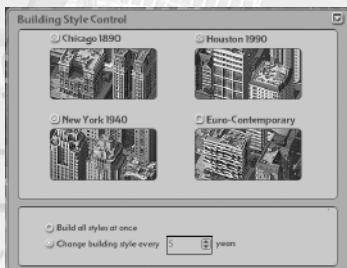 Building Style Control
Chicago 1890
Houston 1990
New York 1940
Euro-Contemporary
Build all styles at once
Change building style every 5 years